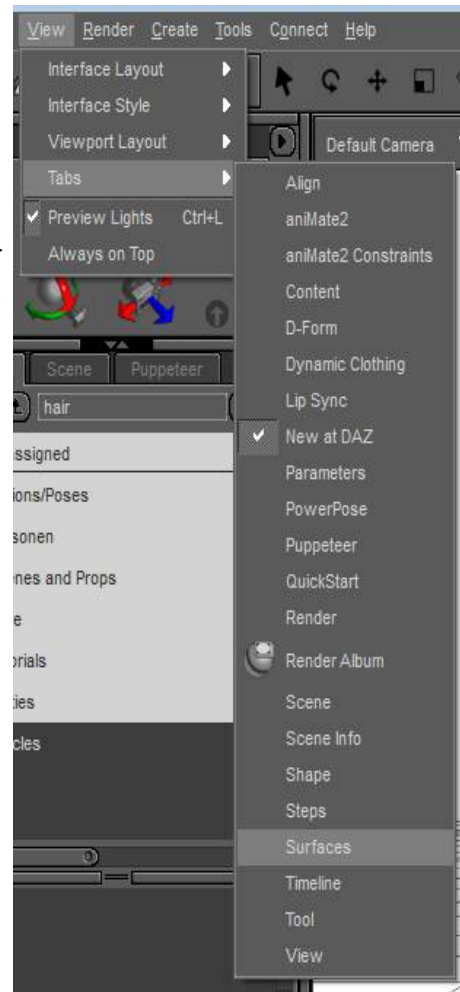 View Render Create Tools Connect Help
Interface Layout
Interface Style
Viewport Layout
Tabs
Preview Lights Ctrl+L
Always on Top
Default Camera
Align
aniMate2
aniMate2 Constraints
Content
D-Form
Dynamic Clothing
Lip Sync
New at DAZ
Parameters
PowerPose
Puppeteer
QuickStart
Render
Render Album
Scene
Scene Info
Shape
Steps
Surfaces
Timeline
Tool
View
Scene Puppeteer
hair
ssigned
ions/Poses
sonen
enes and Props
e
orials
ties
cles